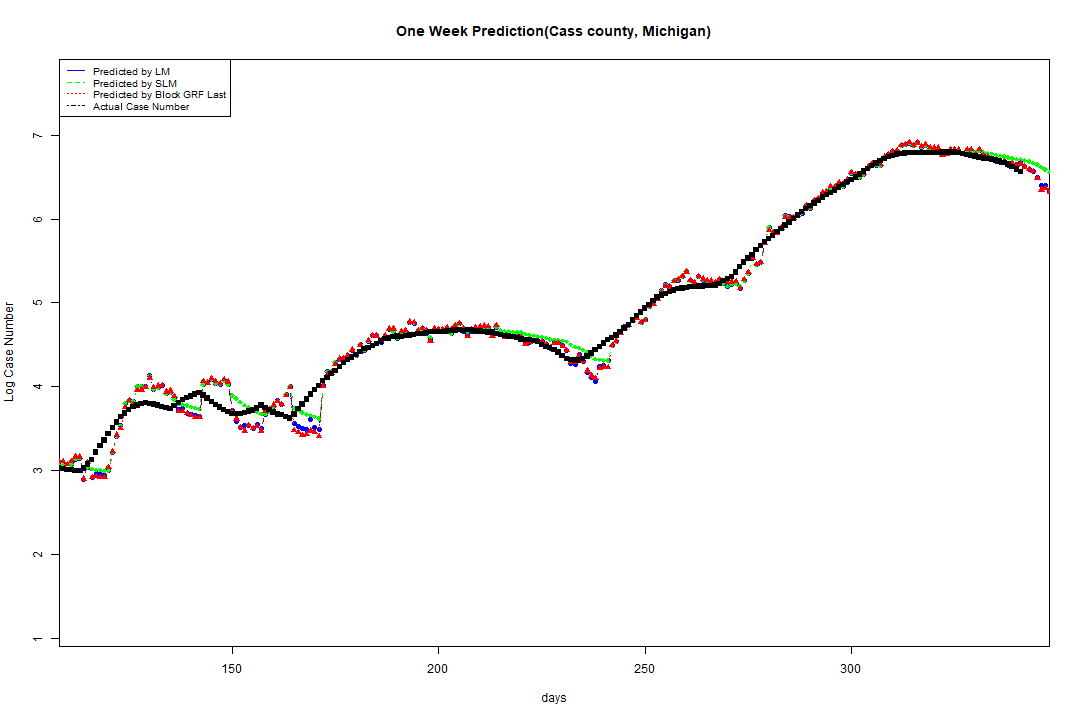 One Week Prediction(Cass county, Michigan)
Predicted by LM
Predicted by SLM
Predicted by Block GRF Last
Actual Case Number
7
6
5
4
3
2
1
Log Case Number
150 200 250 300
days